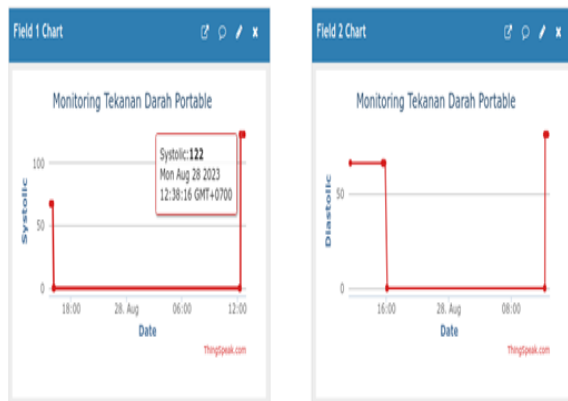 Field 1 Chart
Monitoring Tekanan Darah Portable
Systolic:122
Mon Aug 28 2023
12:38:16 GMT+0700
Systolic
100
50
0
18:00 28. Aug 06:00 12:00
Date
ThingSpeak.com
Field 2 Chart
Monitoring Tekanan Darah Portable
Diastolic
50
0
16:00 28. Aug 08:00
Date
ThingSpeak.com